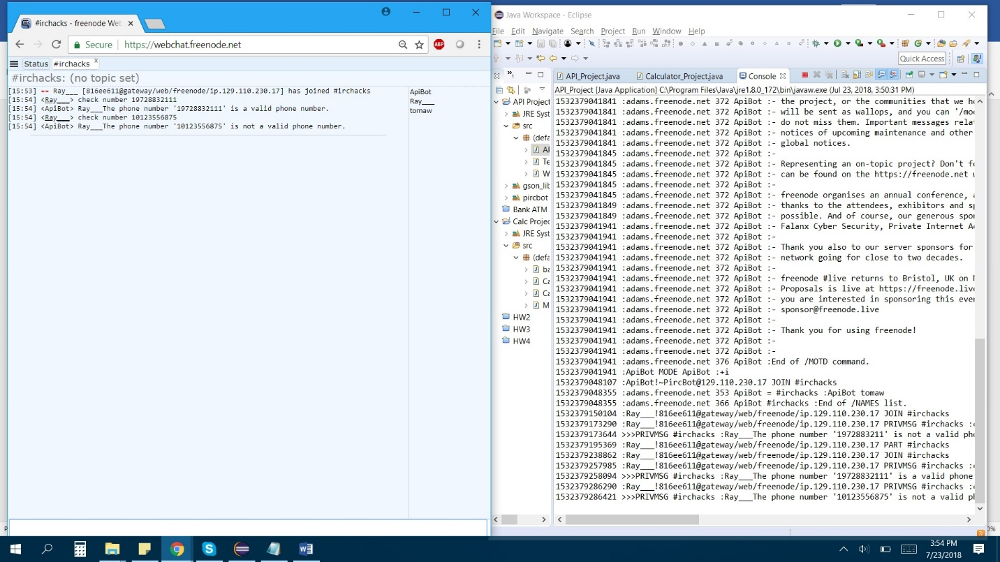 #irchacks - freenode Web
Secure | https://webchat.freenode.net
ABP
Status #irchacks x
#irchacks: (no topic set)
[15:53] == Ray___ [816ee611@gateway/web/freenode/ip.129.110.230.17] has joined #irchacks
[15:54] <Ray___> check number 19728832111
[15:54] <ApiBot> Ray___The phone number '19728832111' is a valid phone number.
[15:54] <Ray___> check number 10123556875
[15:54] <ApiBot> Ray___The phone number '10123556875' is not a valid phone number.
ApiBot
Ray___
tomaw
Java Workspace - Eclipse
File Edit Navigate Search Project Run Window Help
Quick Access
API Project
JRE Syst
src
(defa
AF
Te
W
gson_lib
pircbot
Bank ATM
Calc Projec
JRE Syst
src
(defa
ba
Ca
Ca
M
HW2
HW3
HW4
API_Project.java Calculator_Project.java Console
API_Project [Java Application] C:\Program Files\Java\jre1.8.0_172\bin\javaw.exe (Jul 23, 2018, 3:50:31 PM)
1532379041841 :adams.freenode.net 372 ApiBot :- the project, or the communities that we ho
1532379041841 :adams.freenode.net 372 ApiBot :- will be sent as wallops, and you can '/mod
1532379041841 :adams.freenode.net 372 ApiBot :- do not miss them. Important messages relat
1532379041841 :adams.freenode.net 372 ApiBot :- notices of upcoming maintenance and other
1532379041841 :adams.freenode.net 372 ApiBot :- global notices.
1532379041845 :adams.freenode.net 372 ApiBot :-
1532379041845 :adams.freenode.net 372 ApiBot :- Representing an on-topic project? Don't fo
1532379041845 :adams.freenode.net 372 ApiBot :- can be found on the https://freenode.net w
1532379041845 :adams.freenode.net 372 ApiBot :-
1532379041845 :adams.freenode.net 372 ApiBot :- freenode organises an annual conference, a
1532379041849 :adams.freenode.net 372 ApiBot :- thanks to the attendees, exhibitors and sp
1532379041849 :adams.freenode.net 372 ApiBot :- possible. And of course, our generous spon
1532379041941 :adams.freenode.net 372 ApiBot :- Falanx Cyber Security, Private Internet Ac
1532379041941 :adams.freenode.net 372 ApiBot :-
1532379041941 :adams.freenode.net 372 ApiBot :- Thank you also to our server sponsors for
1532379041941 :adams.freenode.net 372 ApiBot :- network going for close to two decades.
1532379041941 :adams.freenode.net 372 ApiBot :-
1532379041941 :adams.freenode.net 372 ApiBot :- freenode #live returns to Bristol, UK on N
1532379041941 :adams.freenode.net 372 ApiBot :- Proposals is live at https://freenode.live
1532379041941 :adams.freenode.net 372 ApiBot :- you are interested in sponsoring this even
1532379041941 :adams.freenode.net 372 ApiBot :- sponsor@freenode.live
1532379041941 :adams.freenode.net 372 ApiBot :-
1532379041941 :adams.freenode.net 372 ApiBot :- Thank you for using freenode!
1532379041941 :adams.freenode.net 372 ApiBot :-
1532379041941 :adams.freenode.net 372 ApiBot :-
1532379041941 :adams.freenode.net 376 ApiBot :End of /MOTD command.
1532379041941 :ApiBot MODE ApiBot :+i
1532379048107 :ApiBot!~PircBot@129.110.230.17 JOIN #irchacks
1532379048355 :adams.freenode.net 353 ApiBot = #irchacks :ApiBot tomaw
1532379048355 :adams.freenode.net 366 ApiBot #irchacks :End of /NAMES list.
1532379150104 :Ray___!816ee611@gateway/web/freenode/ip.129.110.230.17 JOIN #irchacks
1532379173290 :Ray___!816ee611@gateway/web/freenode/ip.129.110.230.17 PRIVMSG #irchacks :c
1532379173644 >>>PRIVMSG #irchacks :Ray___The phone number '1972883211' is not a valid pho
1532379195369 :Ray___!816ee611@gateway/web/freenode/ip.129.110.230.17 PART #irchacks
1532379238862 :Ray___!816ee611@gateway/web/freenode/ip.129.110.230.17 JOIN #irchacks
1532379257985 :Ray___!816ee611@gateway/web/freenode/ip.129.110.230.17 PRIVMSG #irchacks :c
1532379258094 >>>PRIVMSG #irchacks :Ray___The phone number '19728832111' is a valid phone
1532379286290 :Ray___!816ee611@gateway/web/freenode/ip.129.110.230.17 PRIVMSG #irchacks :c
1532379286421 >>>PRIVMSG #irchacks :Ray___The phone number '10123556875' is not a valid ph
3:54 PM
7/23/2018